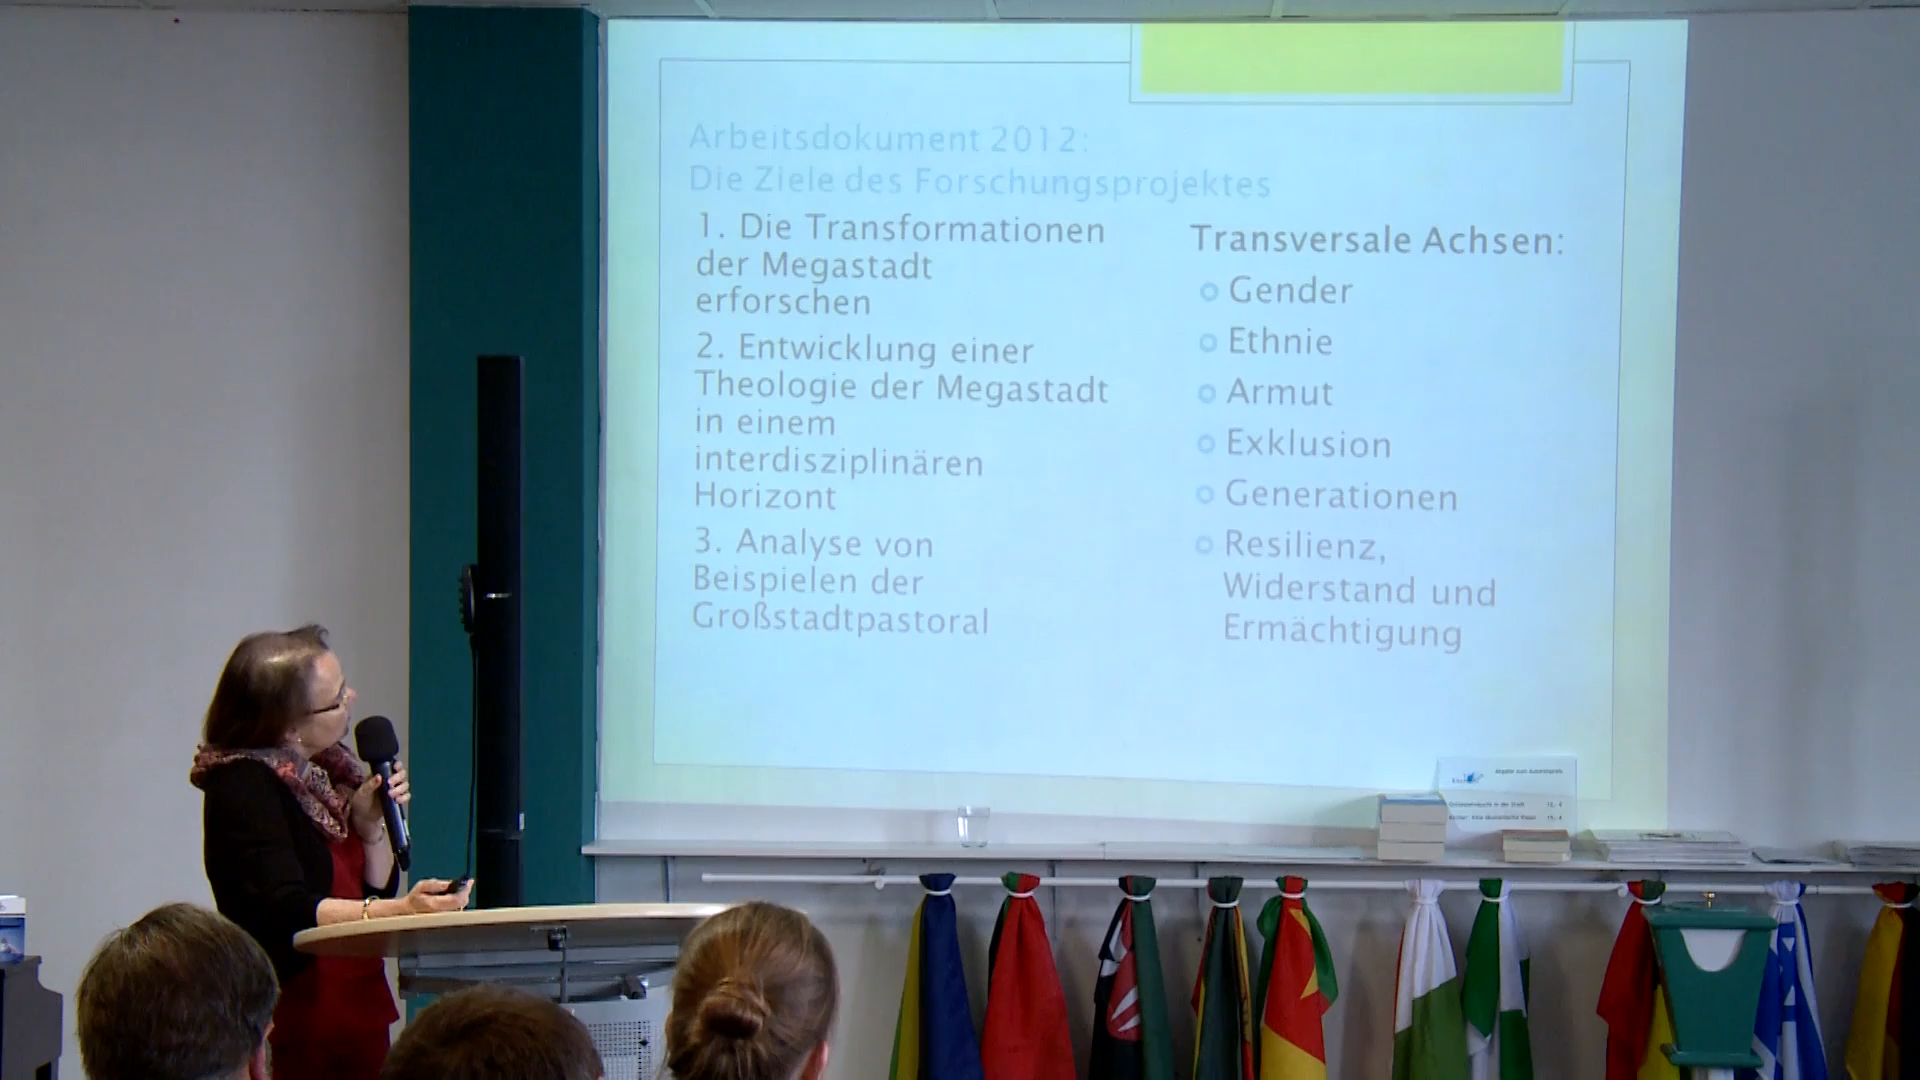 Arbeitsdokument 2012:
Die Ziele des Forschungsprojektes
1. Die Transformationen
der Megastadt
erforschen
2. Entwicklung einer
Theologie der Megastadt
in einem
interdisziplinären
Horizont
3. Analyse von
Beispielen der
Großstadtpastoral
Transversale Achsen:
Gender
Ethnie
Armut
Exklusion
Generationen
Resilienz,
Widerstand und
Ermächtigung